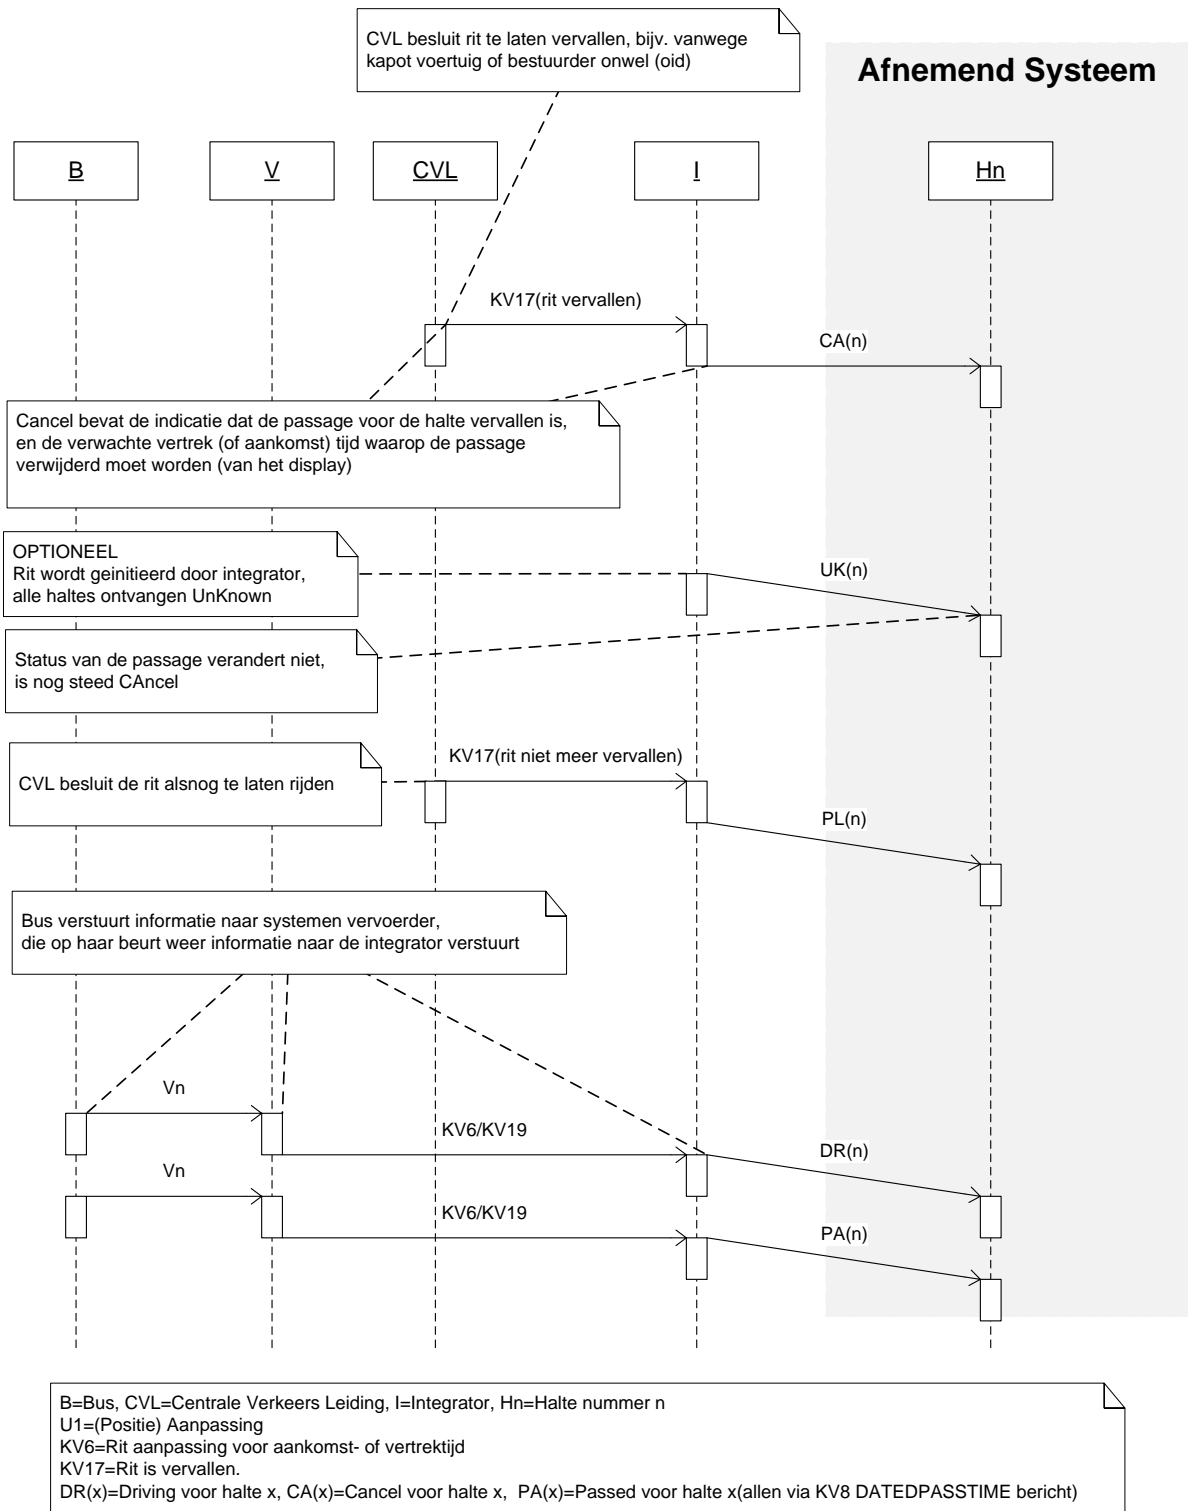 CVL besluit rit te laten vervallen, bijv. vanwege
kapot voertuig of bestuurder onwel (oid)
Afnemend Systeem
B
V
CVL
I
Hn
KV17(rit vervallen)
CA(n)
Cancel bevat de indicatie dat de passage voor de halte vervallen is,
en de verwachte vertrek (of aankomst) tijd waarop de passage
verwijderd moet worden (van het display)
OPTIONEEL
Rit wordt geinitieerd door integrator,
alle haltes ontvangen UnKnown
UK(n)
Status van de passage verandert niet,
is nog steed CAncel
KV17(rit niet meer vervallen)
CVL besluit de rit alsnog te laten rijden
PL(n)
Bus verstuurt informatie naar systemen vervoerder,
die op haar beurt weer informatie naar de integrator verstuurt
Vn
KV6/KV19
DR(n)
Vn
KV6/KV19
PA(n)
B=Bus, CVL=Centrale Verkeers Leiding, I=Integrator, Hn=Halte nummer n
U1=(Positie) Aanpassing
KV6=Rit aanpassing voor aankomst- of vertrektijd
KV17=Rit is vervallen.
DR(x)=Driving voor halte x, CA(x)=Cancel voor halte x,  PA(x)=Passed voor halte x(allen via KV8 DATEDPASSTIME bericht)